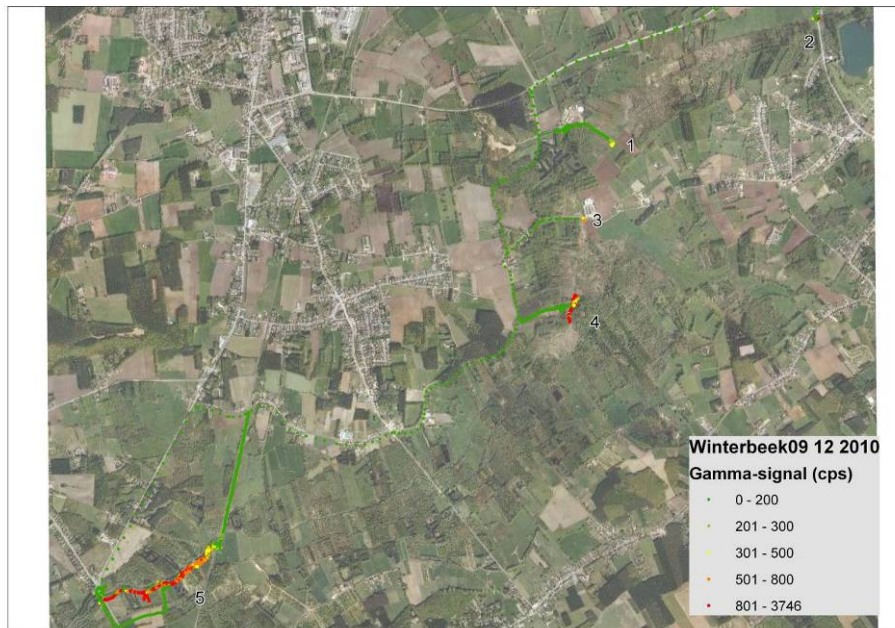 2
1
3
4
5
Winterbeek09 12 2010
Gamma-signal (cps)
0 - 200
201 - 300
301 - 500
501 - 800
801 - 3746